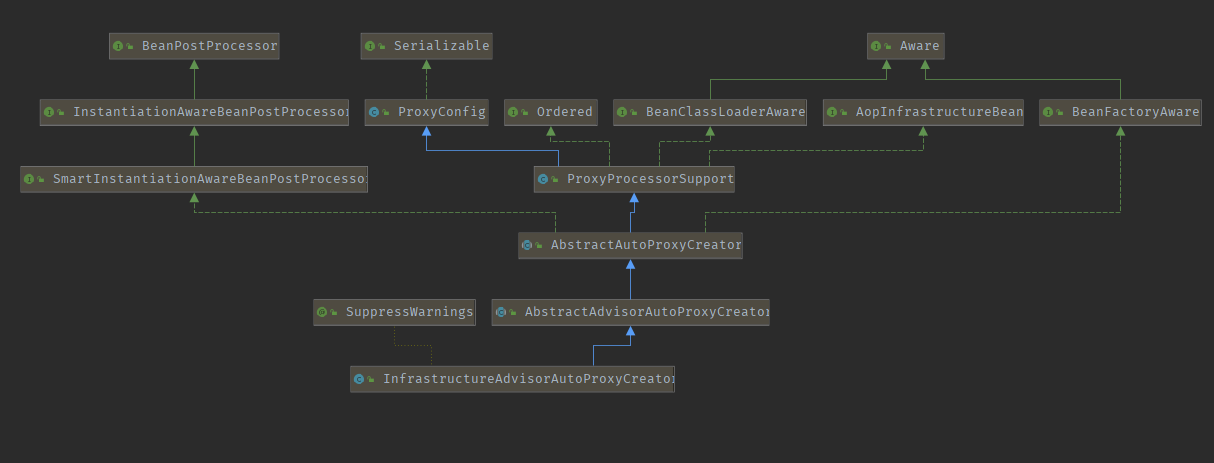 BeanPostProcessor
Serializable
Aware
InstantiationAwareBeanPostProcessor
ProxyConfig
Ordered
BeanClassLoaderAware
AopInfrastructureBean
BeanFactoryAware
SmartInstantiationAwareBeanPostProcessor
ProxyProcessorSupport
AbstractAutoProxyCreator
SuppressWarnings
AbstractAdvisorAutoProxyCreator
InfrastructureAdvisorAutoProxyCreator